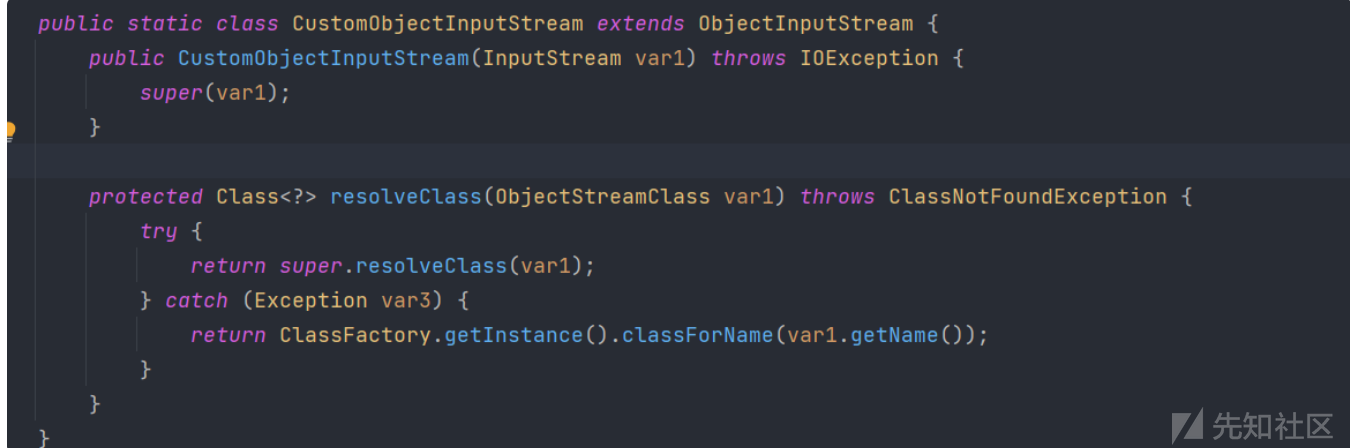 public static class CustomObjectInputStream extends ObjectInputStream {
    public CustomObjectInputStream(InputStream var1) throws IOException {
        super(var1);
    }

    protected Class<?> resolveClass(ObjectStreamClass var1) throws ClassNotFoundException {
        try {
            return super.resolveClass(var1);
        } catch (Exception var3) {
            return ClassFactory.getInstance().classForName(var1.getName());
        }
    }
}
先知社区